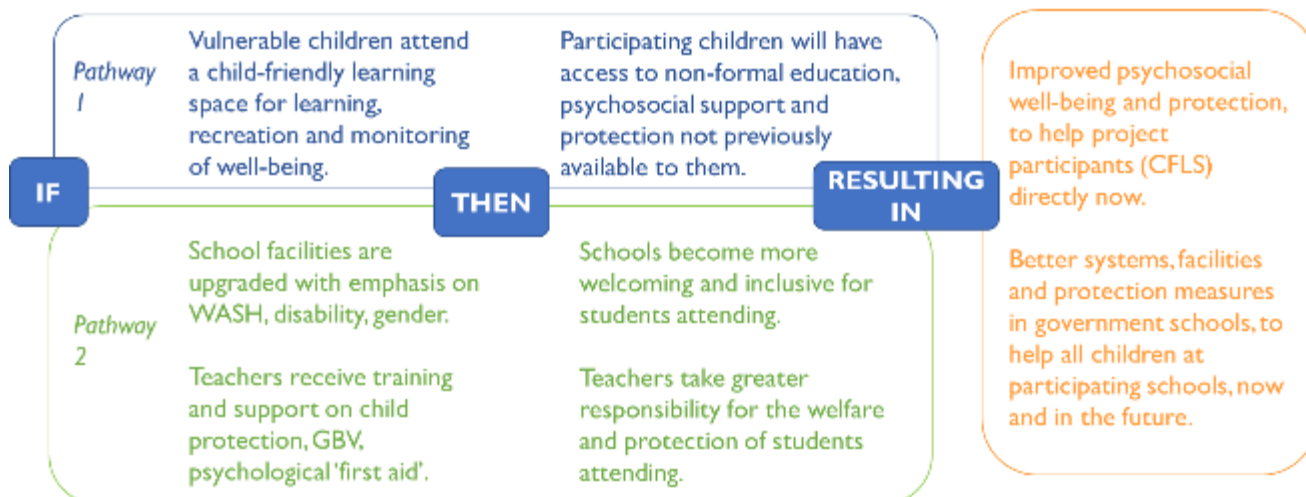 Pathway
1
Vulnerable children attend
a child-friendly learning
space for learning,
recreation and monitoring
of well-being.
Participating children will have
access to non-formal education,
psychosocial support and
protection not previously
available to them.
IF
THEN
RESULTING
IN
Pathway
2
School facilities are
upgraded with emphasis on
WASH, disability, gender.
Teachers receive training
and support on child
protection, GBV,
psychological 'first aid'.
Schools become more
welcoming and inclusive for
students attending.
Teachers take greater
responsibility for the welfare
and protection of students
attending.
Improved psychosocial
well-being and protection,
to help project
participants (CFLS)
directly now.
Better systems, facilities
and protection measures
in government schools, to
help all children at
participating schools, now
and in the future.